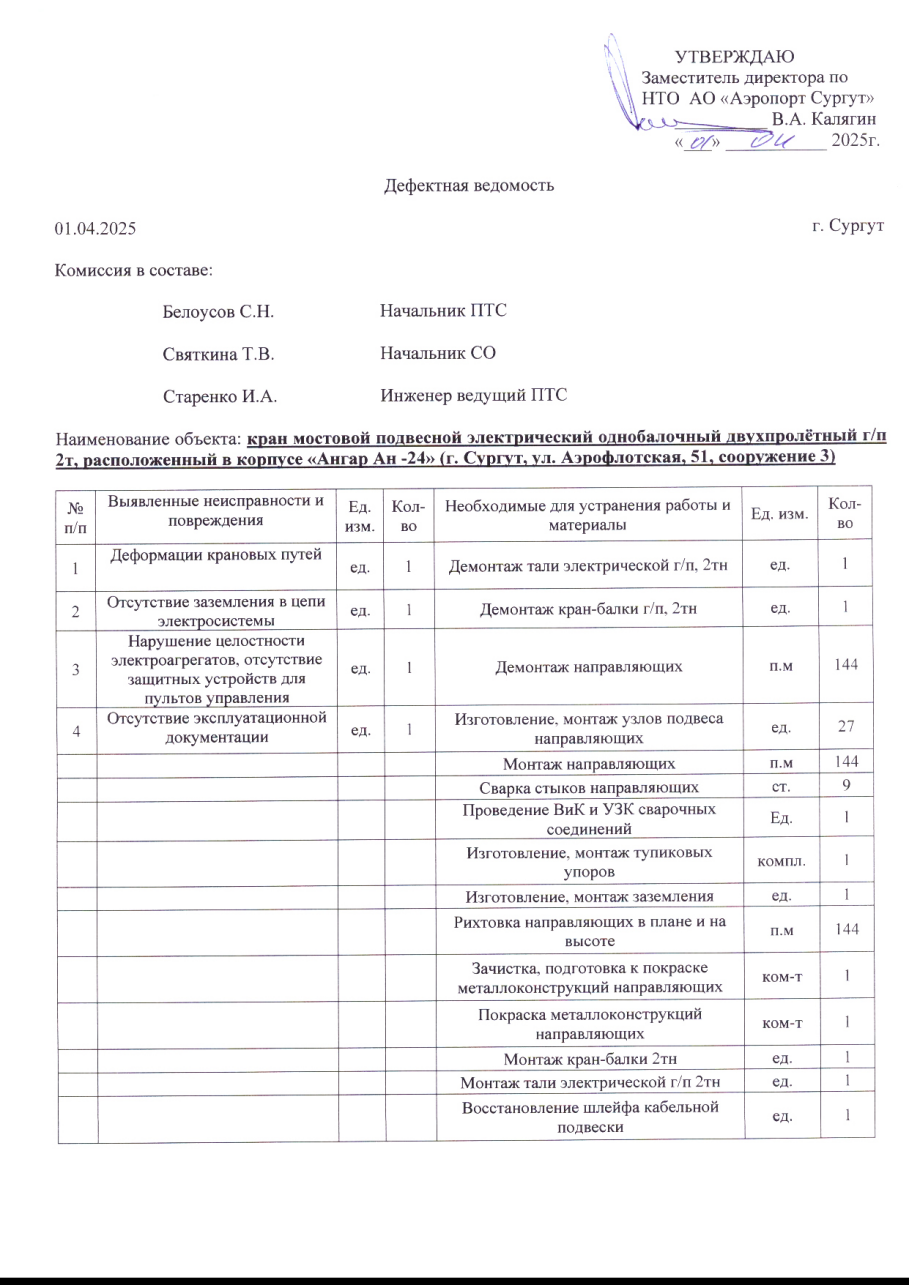 УТВЕРЖДАЮ
Заместитель директора по
НТО АО «Аэропорт Сургут»
____________ В.А. Калягин
« 01 » 04 2025г.
Дефектная ведомость
01.04.2025 г. Сургут
Комиссия в составе:
Белоусов С.Н. Начальник ПТС
Святкина Т.В. Начальник СО
Старенко И.А. Инженер ведущий ПТС
Наименование объекта: кран мостовой подвесной электрический однобалочный двухпролётный г/п
2т, расположенный в корпусе «Ангар Ан -24» (г. Сургут, ул. Аэрофлотская, 51, сооружение 3)
№ п/п Выявленные неисправности и повреждения Ед. изм. Кол-во Необходимые для устранения работы и материалы Ед. изм. Кол-во
1 Деформации крановых путей ед. 1 Демонтаж тали электрической г/п, 2тн ед. 1
2 Отсутствие заземления в цепи электросистемы ед. 1 Демонтаж кран-балки г/п, 2тн ед. 1
3 Нарушение целостности электроагрегатов, отсутствие защитных устройств для пультов управления ед. 1 Демонтаж направляющих п.м 144
4 Отсутствие эксплуатационной документации ед. 1 Изготовление, монтаж узлов подвеса направляющих ед. 27
Монтаж направляющих п.м 144
Сварка стыков направляющих ст. 9
Проведение ВиК и УЗК сварочных соединений Ед. 1
Изготовление, монтаж тупиковых упоров компл. 1
Изготовление, монтаж заземления ед. 1
Рихтовка направляющих в плане и на высоте п.м 144
Зачистка, подготовка к покраске металлоконструкций направляющих ком-т 1
Покраска металлоконструкций направляющих ком-т 1
Монтаж кран-балки 2тн ед. 1
Монтаж тали электрической г/п 2тн ед. 1
Восстановление шлейфа кабельной подвески ед. 1